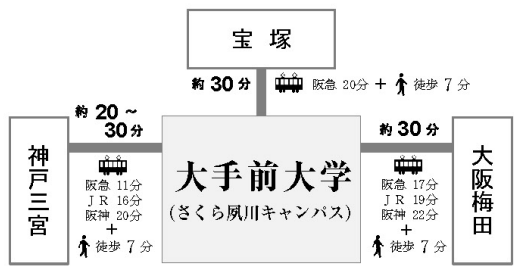 宝塚
約30分
阪急 20分 + 徒歩 7分
約20～
30分
神戸三宮
阪急 11分
JR 16分
阪神 20分
+
徒歩 7分
大手前大学
(さくら夙川キャンパス)
約30分
大阪梅田
阪急 17分
JR 19分
阪神 22分
+
徒歩 7分